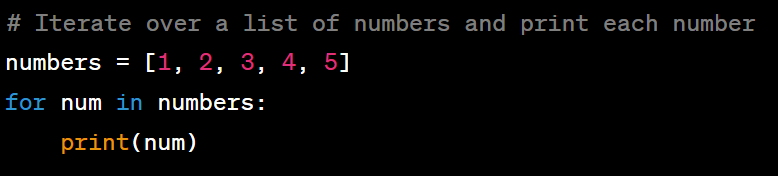 # Iterate over a list of numbers and print each number
numbers = [1, 2, 3, 4, 5]
for num in numbers:
    print(num)